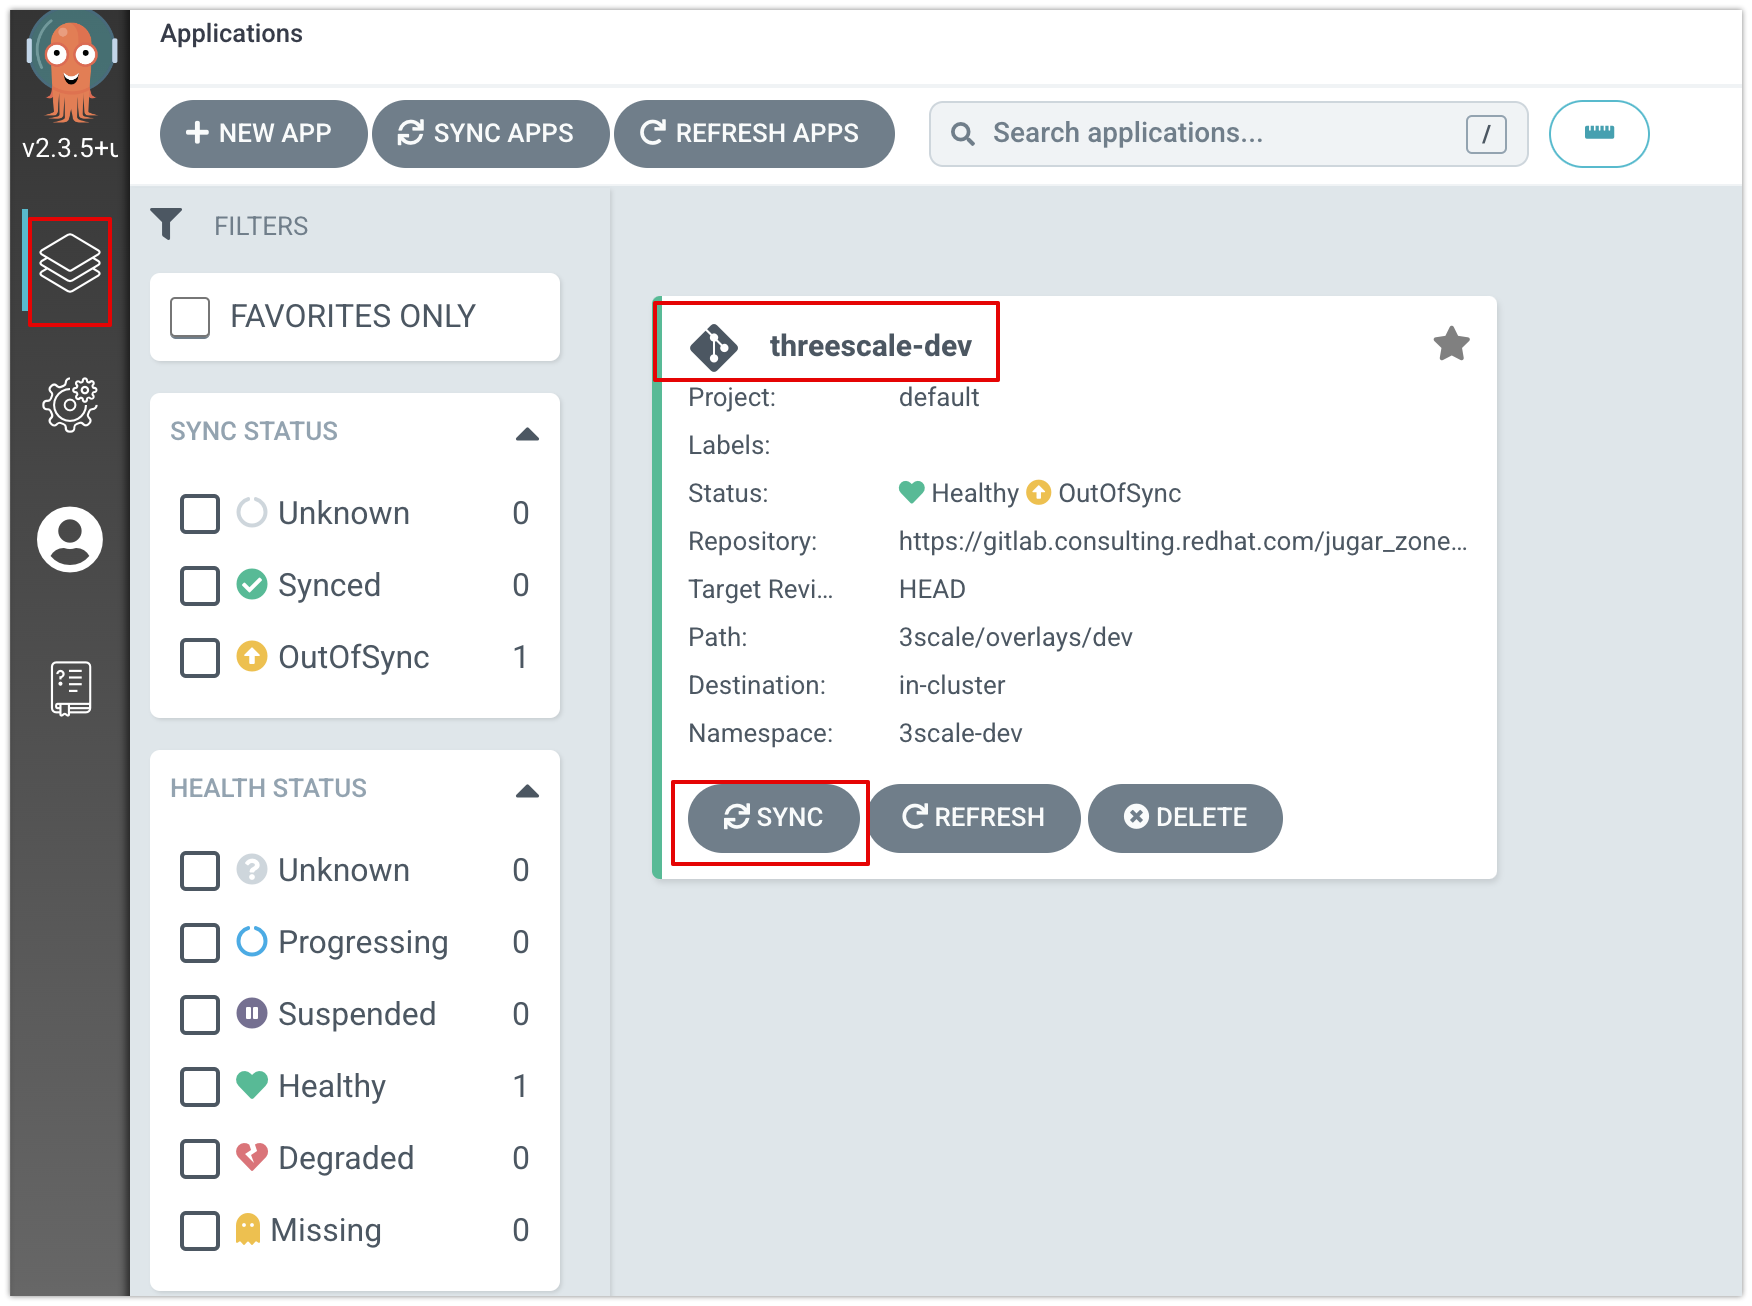 Applications
v2.3.5+u
NEW APP
SYNC APPS
REFRESH APPS
Search applications...
/
FILTERS
FAVORITES ONLY
SYNC STATUS
Unknown 0
Synced 0
OutOfSync 1
HEALTH STATUS
Unknown 0
Progressing 0
Suspended 0
Healthy 1
Degraded 0
Missing 0
threescale-dev
Project: default
Labels:
Status: Healthy OutOfSync
Repository: https://gitlab.consulting.redhat.com/jugar_zone...
Target Revi... HEAD
Path: 3scale/overlays/dev
Destination: in-cluster
Namespace: 3scale-dev
SYNC
REFRESH
DELETE